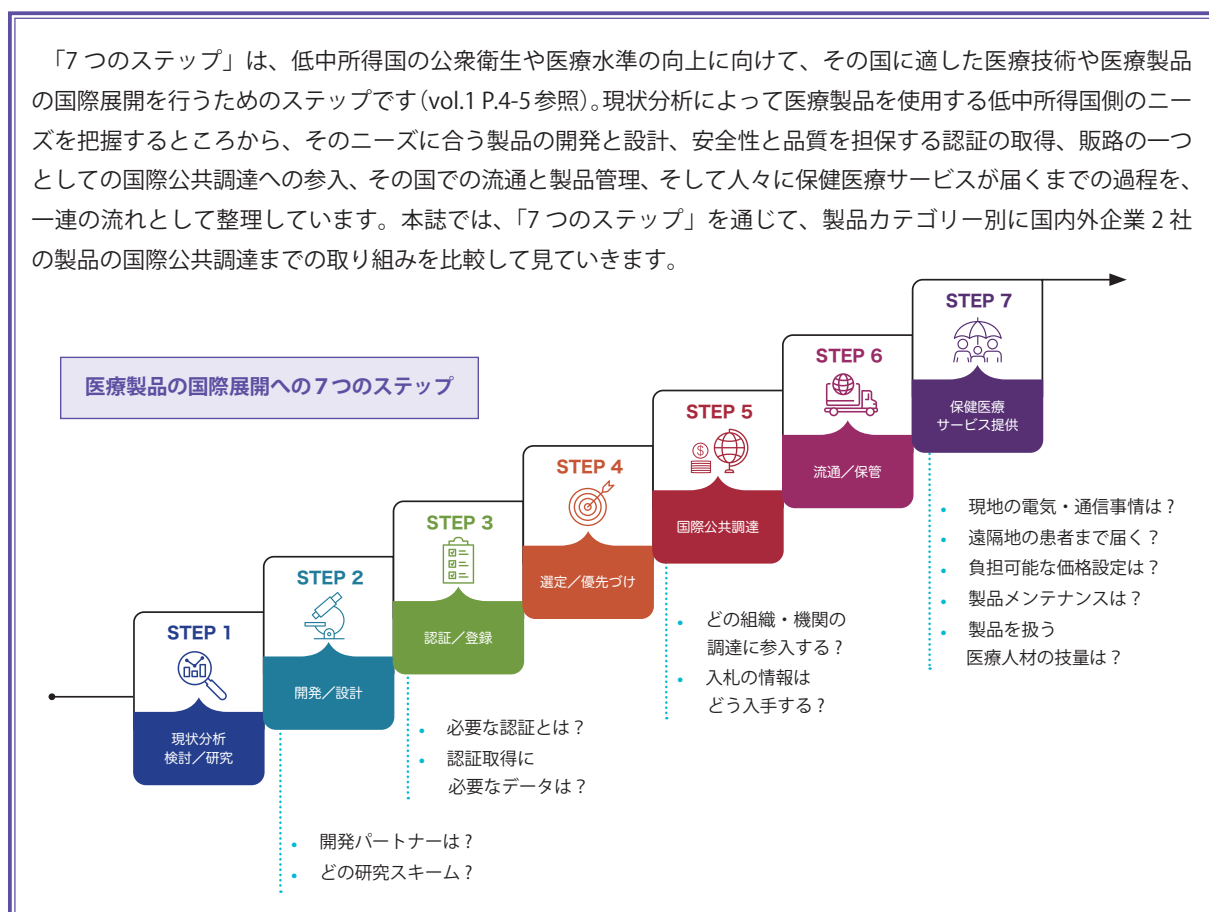 「7 つのステップ」は、低中所得国の公衆衛生や医療水準の向上に向けて、その国に適した医療技術や医療製品
の国際展開を行うためのステップです(vol.1 P.4-5 参照)。現状分析によって医療製品を使用する低中所得国側のニー
ズを把握するところから、そのニーズに合う製品の開発と設計、安全性と品質を担保する認証の取得、販路の一つ
としての国際公共調達への参入、その国での流通と製品管理、そして人々に保健医療サービスが届くまでの過程を、
一連の流れとして整理しています。本誌では、「7 つのステップ」を通じて、製品カテゴリー別に国内外企業 2 社
の製品の国際公共調達までの取り組みを比較して見ていきます。
医療製品の国際展開への7つのステップ
STEP 1
現状分析
検討/研究
STEP 2
開発/設計
• 開発パートナーは?
• どの研究スキーム?
STEP 3
認証/登録
• 必要な認証とは?
• 認証取得に
必要なデータは?
STEP 4
選定/優先づけ
STEP 5
$
国際公共調達
• どの組織・機関の
調達に参入する?
• 入札の情報は
どう入手する?
STEP 6
流通/保管
STEP 7
保健医療
サービス提供
• 現地の電気・通信事情は?
• 遠隔地の患者まで届く?
• 負担可能な価格設定は?
• 製品メンテナンスは?
• 製品を扱う
医療人材の技量は?